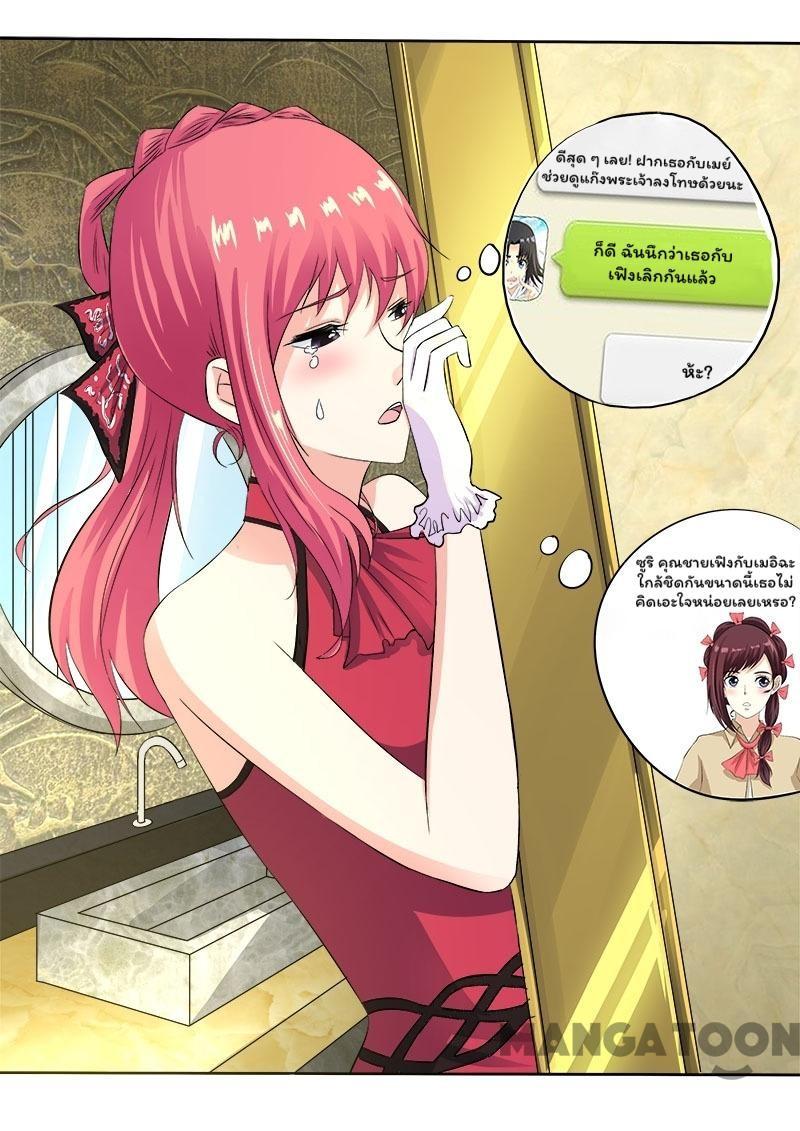 ดีสุด ๆ เลย! ฝากเธอกับเมย์
ช่วยดูแก๊งพระเจ้าลงโทษด้วยนะ
ก็ดี ฉันนึกว่าเธอกับ
เฟิงเลิกกันแล้ว
ห้ะ?
ซูริ คุณชายเฟิงกับเมอิฉะ
ใกล้ชิดกันขนาดนี้เธอไม่
คิดเอะใจหน่อยเลยเหรอ?
MANGATOON